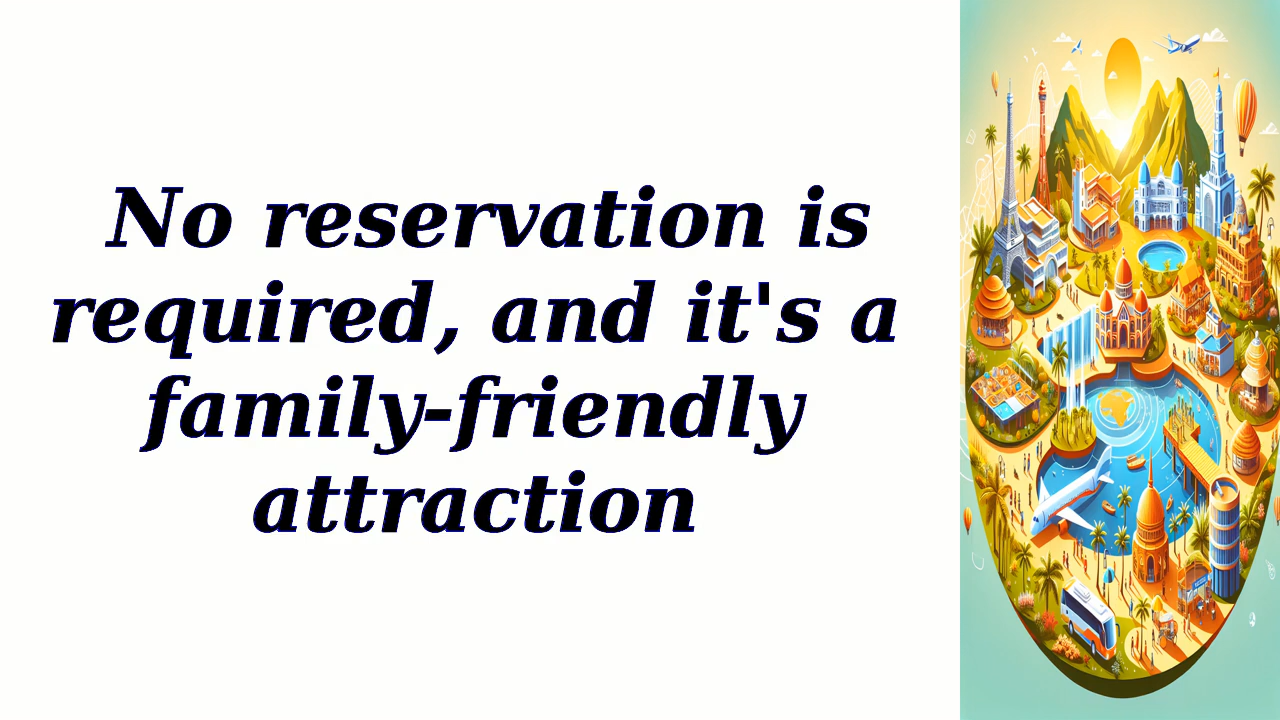 No reservation is
required, and it's a
family-friendly
attraction